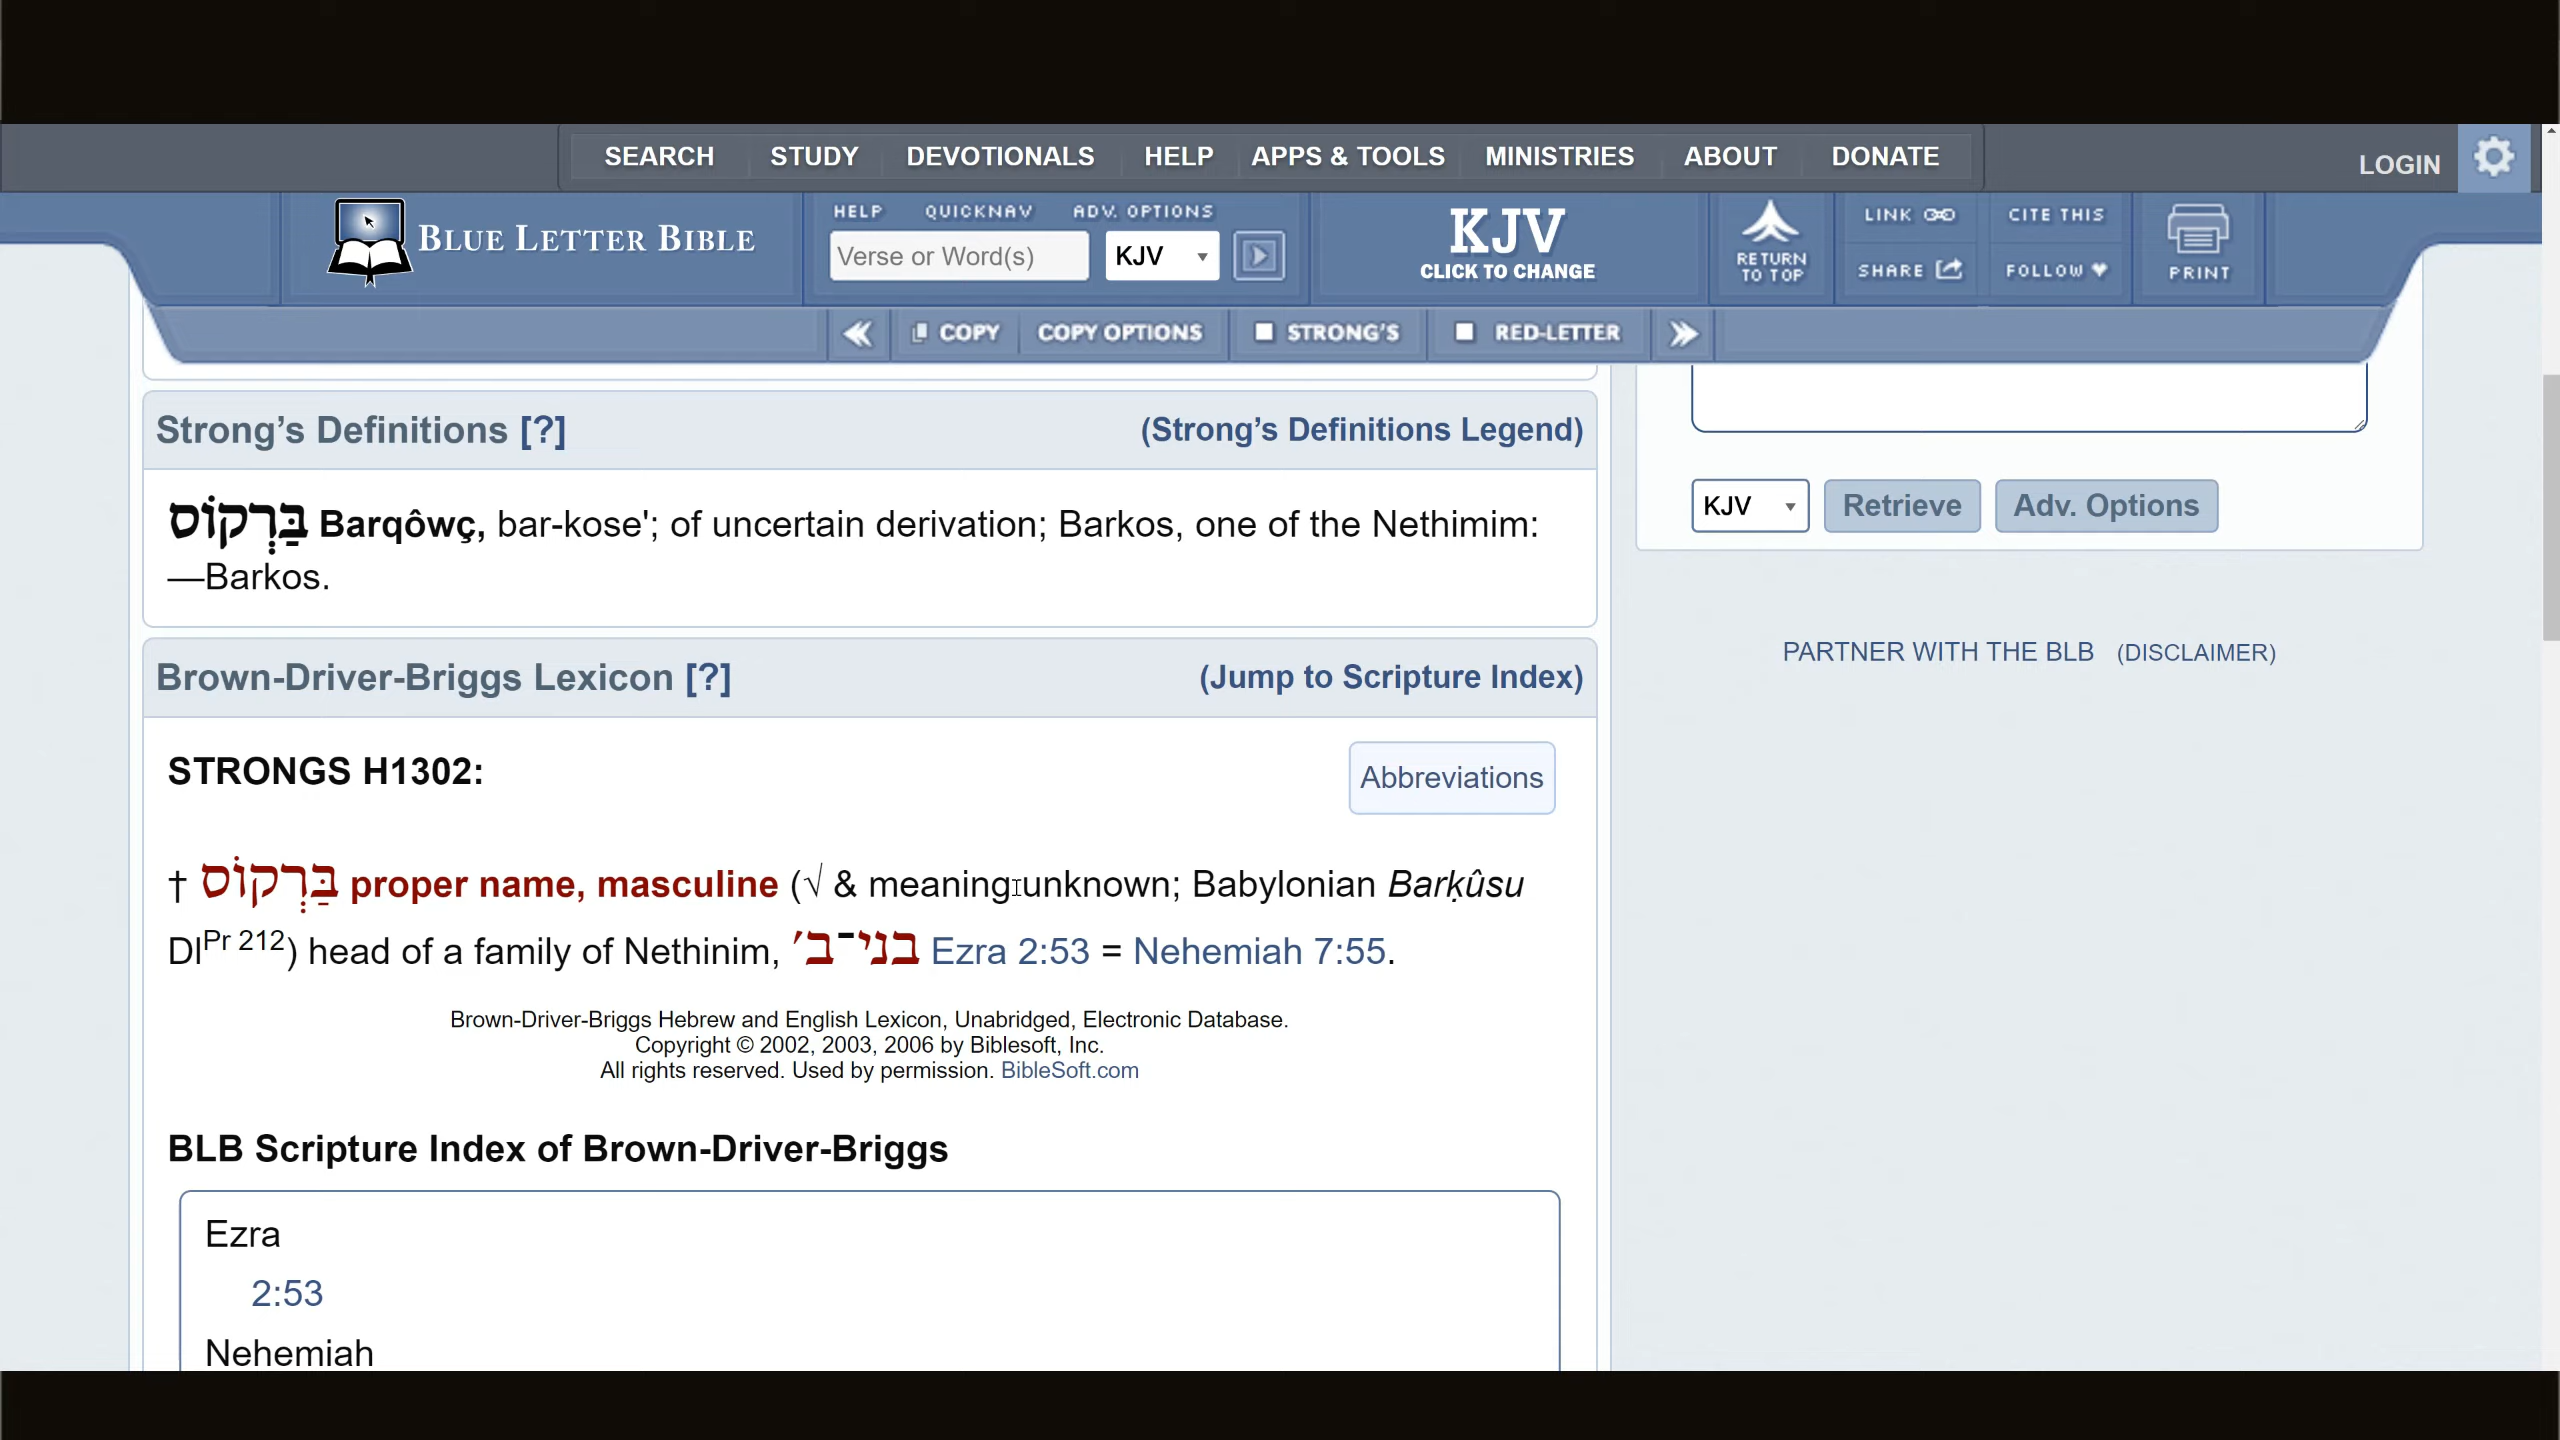 SEARCH STUDY DEVOTIONALS HELP APPS & TOOLS MINISTRIES ABOUT DONATE LOGIN
BLUE LETTER BIBLE
HELP QUICKNAV ADV. OPTIONS
Verse or Word(s) KJV
KJV
CLICK TO CHANGE
RETURN
TO TOP
LINK CITE THIS
SHARE FOLLOW
PRINT
COPY COPY OPTIONS STRONG'S RED-LETTER
Strong’s Definitions [?] (Strong’s Definitions Legend)
בַּרְקוֹס Barqôwç, bar-kose'; of uncertain derivation; Barkos, one of the Nethimim:
—Barkos.
KJV Retrieve Adv. Options
PARTNER WITH THE BLB (DISCLAIMER)
Brown-Driver-Briggs Lexicon [?] (Jump to Scripture Index)
STRONGS H1302: Abbreviations
† בַּרְקוֹס proper name, masculine (√ & meaning unknown; Babylonian Barḳûsu
Dl Pr 212) head of a family of Nethinim, בני־ב׳ Ezra 2:53 = Nehemiah 7:55.
Brown-Driver-Briggs Hebrew and English Lexicon, Unabridged, Electronic Database.
Copyright © 2002, 2003, 2006 by Biblesoft, Inc.
All rights reserved. Used by permission. BibleSoft.com
BLB Scripture Index of Brown-Driver-Briggs
Ezra
2:53
Nehemiah